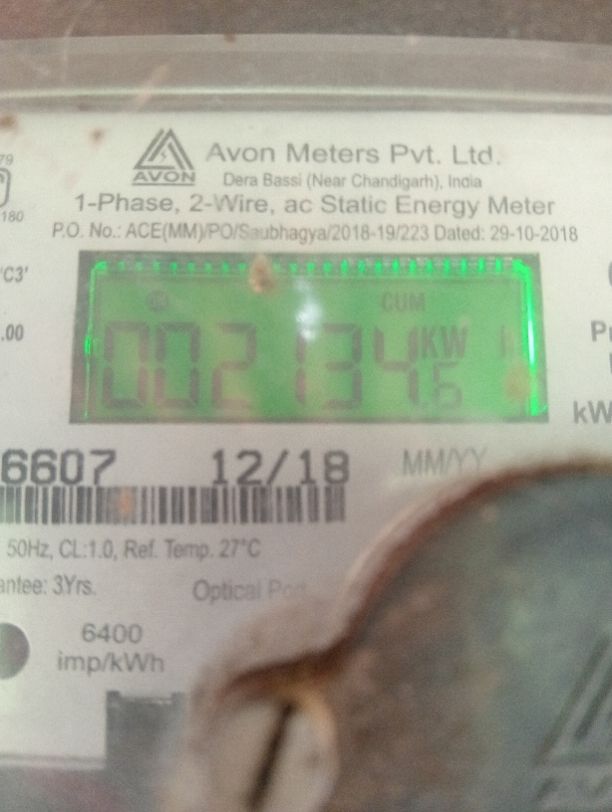 AVON
Avon Meters Pvt. Ltd.
Dera Bassi (Near Chandigarh), India
1-Phase, 2-Wire, ac Static Energy Meter
P.O. No.: ACE(MM)/PO/Saubhagya/2018-19/223 Dated: 29-10-2018
79
180
'C3'
.00
CUM
002134.6
KW
kW
6607 12/18 MM/YY
50Hz, CL:1.0, Ref. Temp. 27°C
antee: 3Yrs. Optical Port
6400
imp/kWh